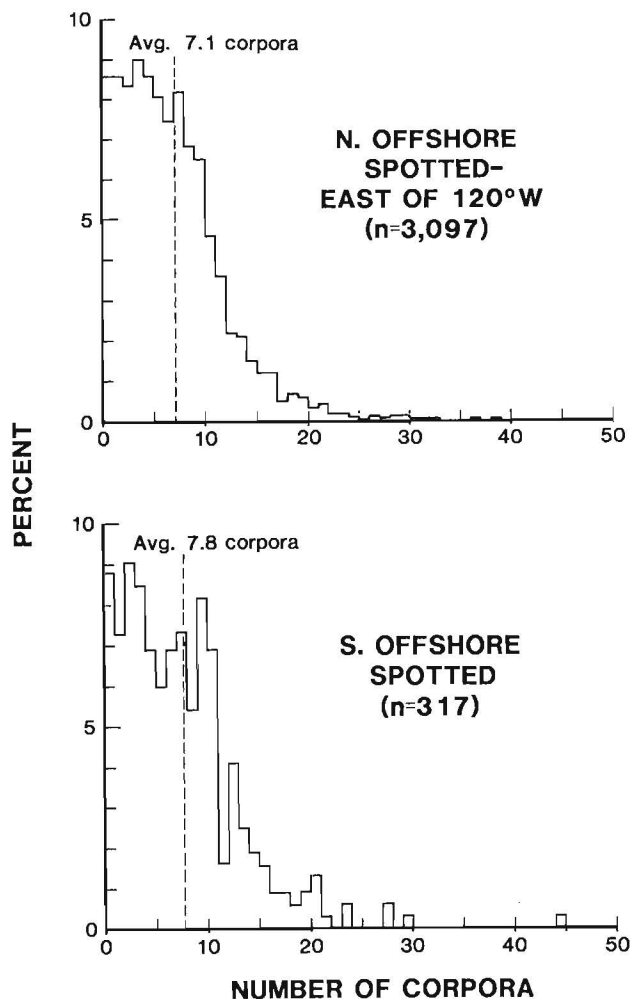 10
Avg. 7.1 corpora
N. OFFSHORE
SPOTTED-
EAST OF 120°W
(n=3,097)
5
0
0 10 20 30 40 50
PERCENT
10
Avg. 7.8 corpora
S. OFFSHORE
SPOTTED
(n=317)
5
0
0 10 20 30 40 50
NUMBER OF CORPORA